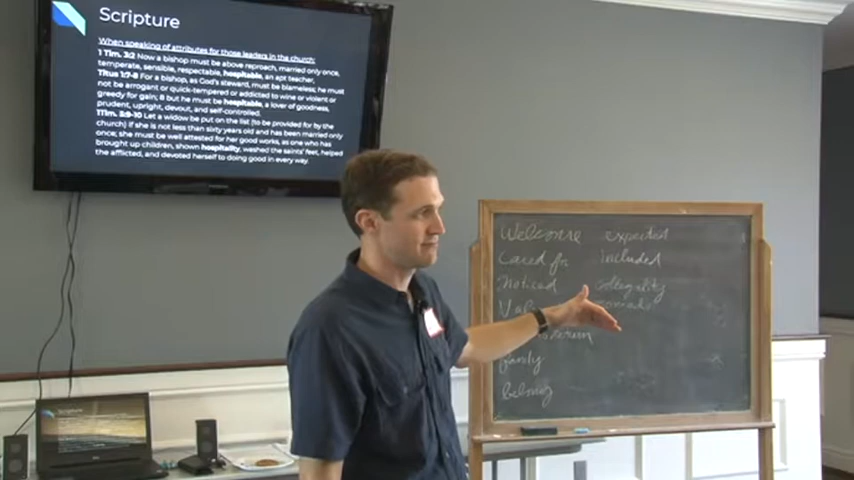 Scripture
When speaking of attributes for those leaders in the church:
1 Tim. 3:2 Now a bishop must be above reproach, married only once,
temperate, sensible, respectable, hospitable, an apt teacher,
Titus 1:7-8 For a bishop, as God's steward, must be blameless; he must
not be arrogant or quick-tempered or addicted to wine or violent or
greedy for gain; 8 but he must be hospitable, a lover of goodness,
prudent, upright, devout, and self-controlled.
1Tim. 5:9-10 Let a widow be put on the list (to be provided for by the
church) if she is not less than sixty years old and has been married only
once; she must be well attested for her good works, as one who has
brought up children, shown hospitality, washed the saints' feet, helped
the afflicted, and devoted herself to doing good in every way.
Welcome expected
Cared for included
Noticed collegiality
family
belong
Scripture